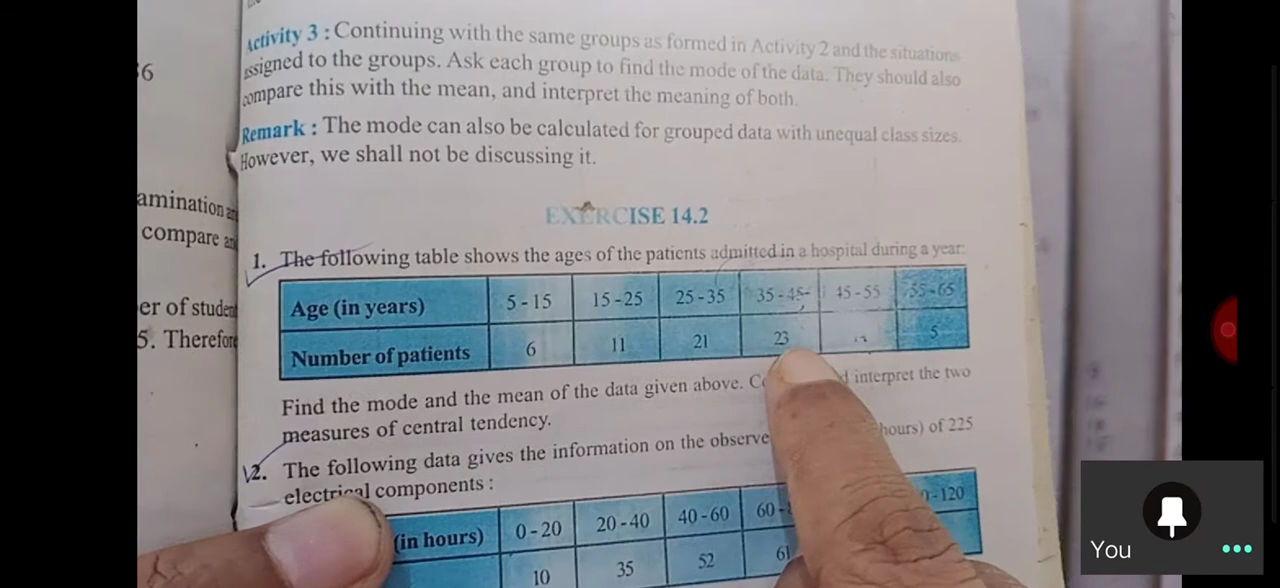 6
amination
compare
er of student
5. Therefore
Activity 3 : Continuing with the same groups as formed in Activity 2 and the situations
assigned to the groups. Ask each group to find the mode of the data. They should also
compare this with the mean, and interpret the meaning of both.
Remark : The mode can also be calculated for grouped data with unequal class sizes.
However, we shall not be discussing it.
EXERCISE 14.2
1. The following table shows the ages of the patients admitted in a hospital during a year:
Age (in years) 5-15 15-25 25-35 35-45 45-55 55-65
Number of patients 6 11 21 23 5
Find the mode and the mean of the data given above. interpret the two
measures of central tendency.
2. The following data gives the information on the hours) of 225
electrical components :
(in hours) 0-20 20-40 40-60 60- -120
10 35 52 61
You